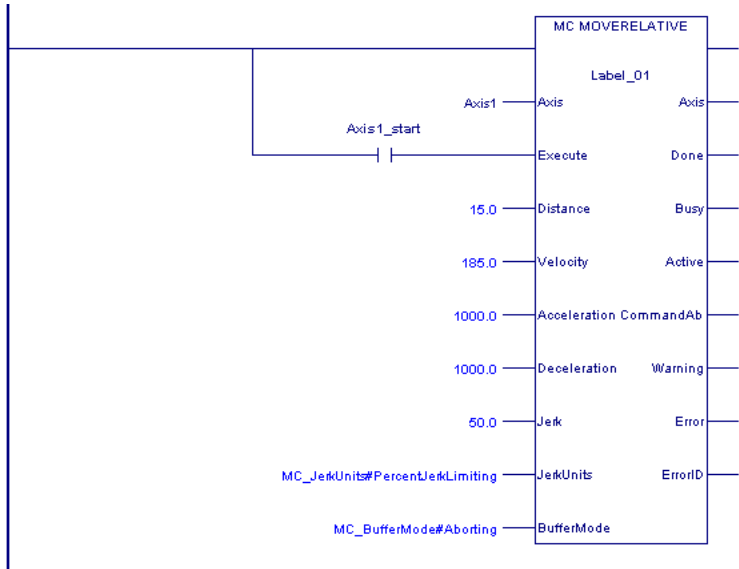 MC MOVERELATIVE
Label_01
Axis1 Axis Axis
Axis1_start
Execute Done
15.0 Distance Busy
185.0 Velocity Active
1000.0 Acceleration CommandAb
1000.0 Deceleration Warning
50.0 Jerk Error
MC_JerkUnits#PercentJerkLimiting JerkUnits ErrorID
MC_BufferMode#Aborting BufferMode